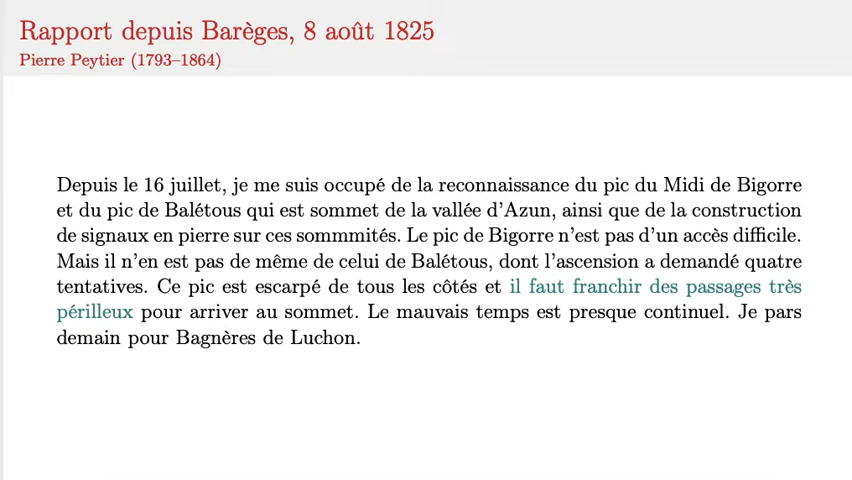 Rapport depuis Barèges, 8 août 1825
Pierre Peytier (1793–1864)
Depuis le 16 juillet, je me suis occupé de la reconnaissance du pic du Midi de Bigorre
et du pic de Balétous qui est sommet de la vallée d'Azun, ainsi que de la construction
de signaux en pierre sur ces sommmités. Le pic de Bigorre n'est pas d'un accès difficile.
Mais il n'en est pas de même de celui de Balétous, dont l'ascension a demandé quatre
tentatives. Ce pic est escarpé de tous les côtés et il faut franchir des passages très
périlleux pour arriver au sommet. Le mauvais temps est presque continuel. Je pars
demain pour Bagnères de Luchon.